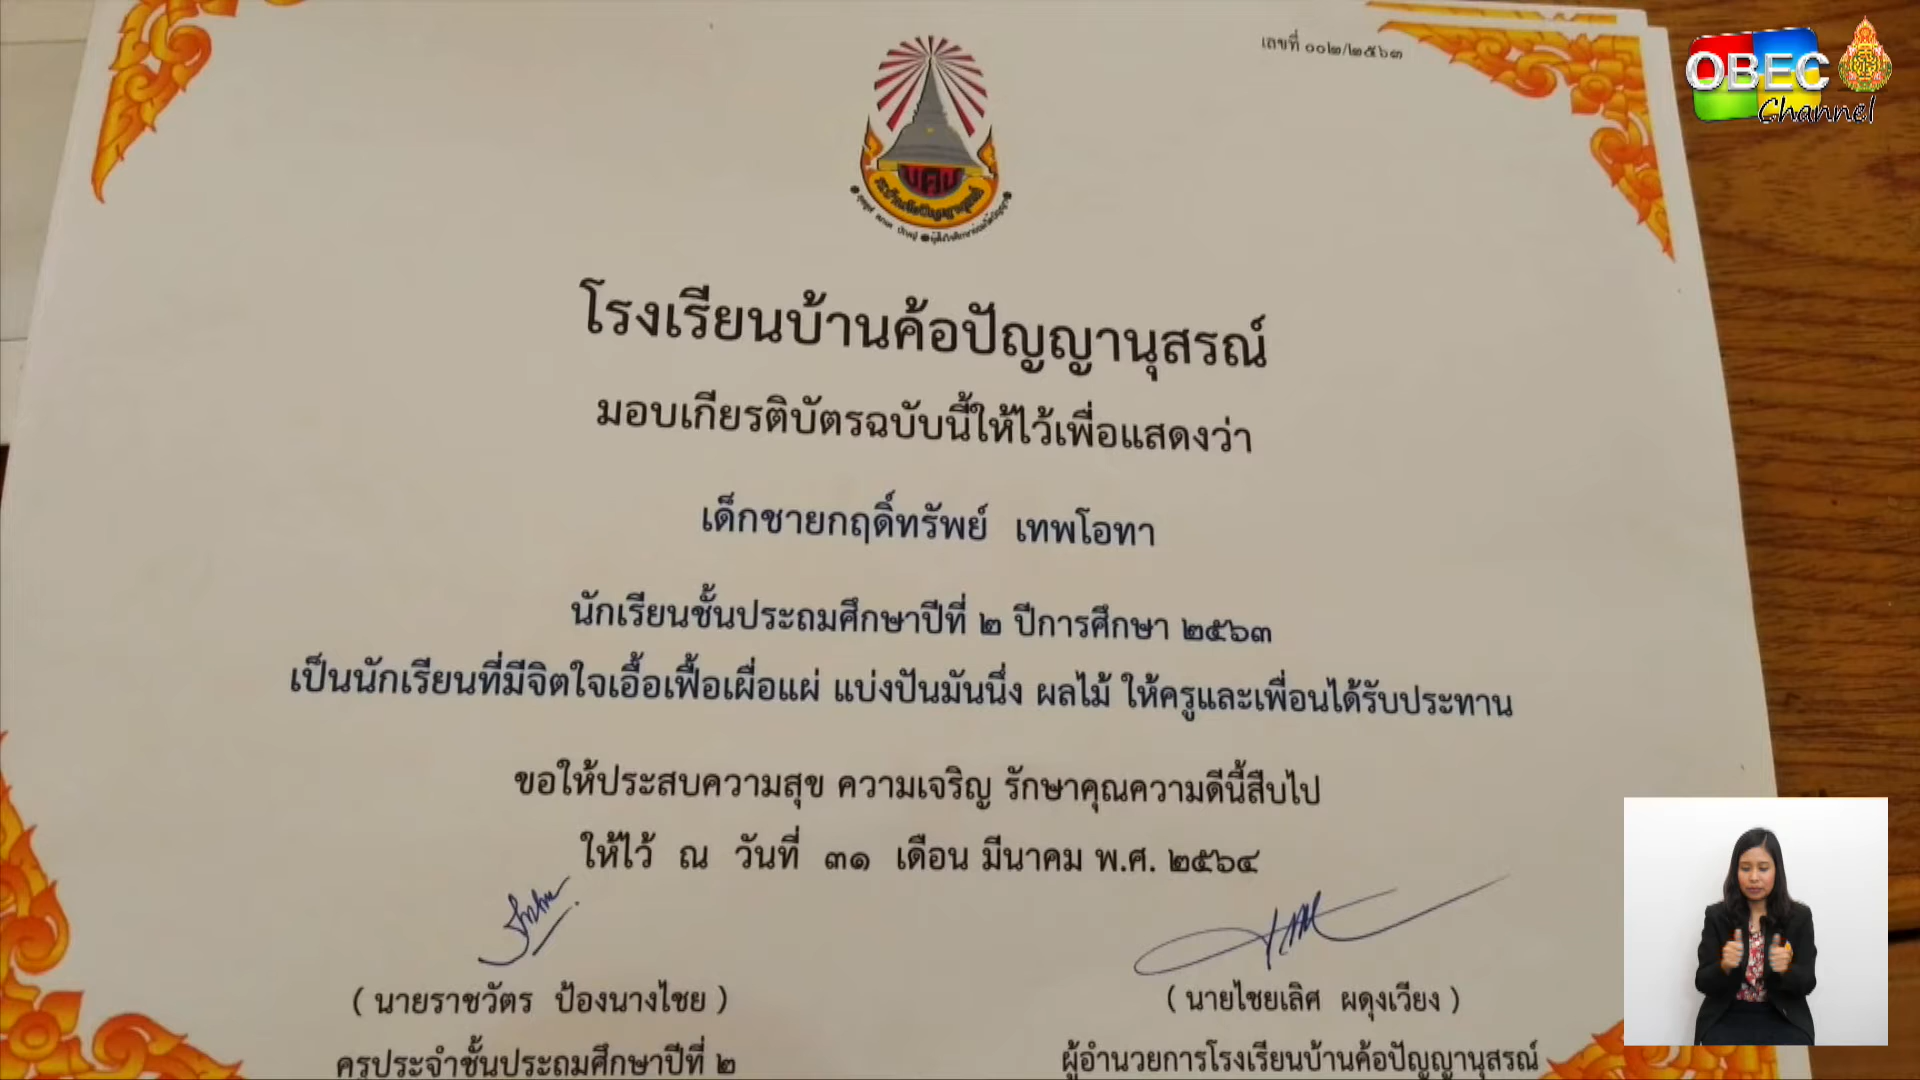 เลขที่ ๐๐๒/๒๕๖๓
OBEC
Channel
บคป
โรงเรียนบ้านค้อปัญญานุสรณ์
มอบเกียรติบัตรฉบับนี้ให้ไว้เพื่อแสดงว่า
เด็กชายกฤดิ์ทรัพย์ เทพโอทา
นักเรียนชั้นประถมศึกษาปีที่ ๒ ปีการศึกษา ๒๕๖๓
เป็นนักเรียนที่มีจิตใจเอื้อเฟื้อเผื่อแผ่ แบ่งปันมันนึ่ง ผลไม้ ให้ครูและเพื่อนได้รับประทาน
ขอให้ประสบความสุข ความเจริญ รักษาคุณความดีนี้สืบไป
ให้ไว้ ณ วันที่ ๓๑ เดือน มีนาคม พ.ศ. ๒๕๖๔
( นายราชวัตร ป้องนางไชย ) ( นายไชยเลิศ ผดุงเวียง )
ครูประจำชั้นประถมศึกษาปีที่ ๒ ผู้อำนวยการโรงเรียนบ้านค้อปัญญานุสรณ์